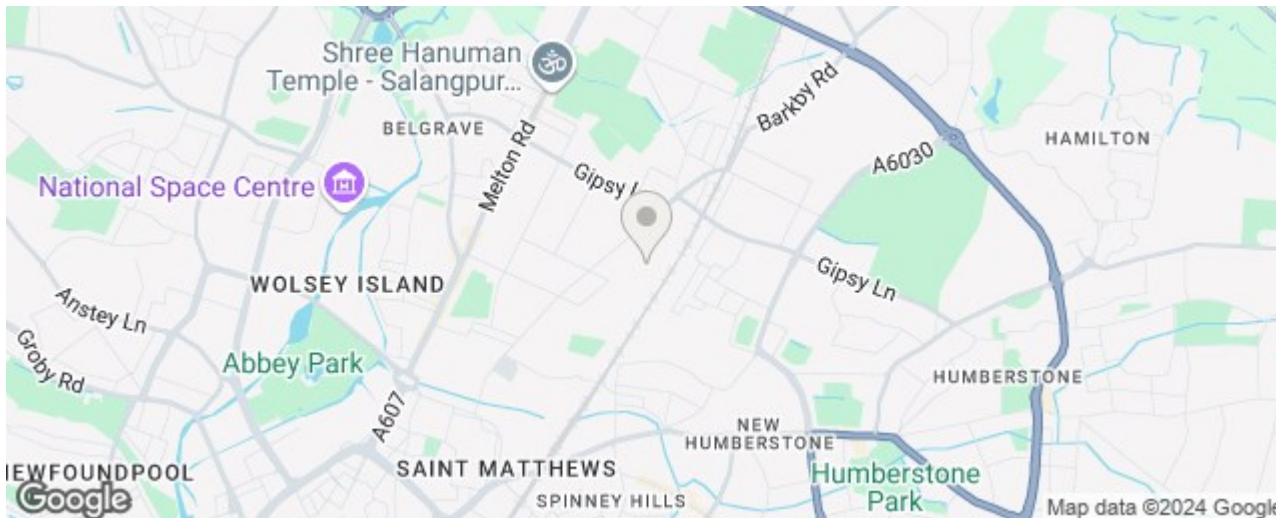 Shree Hanuman
Temple - Salangpur...
BELGRAVE
Barkby Rd
HAMILTON
A6030
National Space Centre
Melton Rd
Gipsy
WOLSEY ISLAND
Gipsy Ln
Anstey Ln
Groby Rd
Abbey Park
HUMBERSTONE
A607
NEW
HUMBERSTONE
SAINT MATTHEWS
Humberstone
Park
NEWFOUNDPOOL
SPINNEY HILLS
Google
Map data ©2024 Google